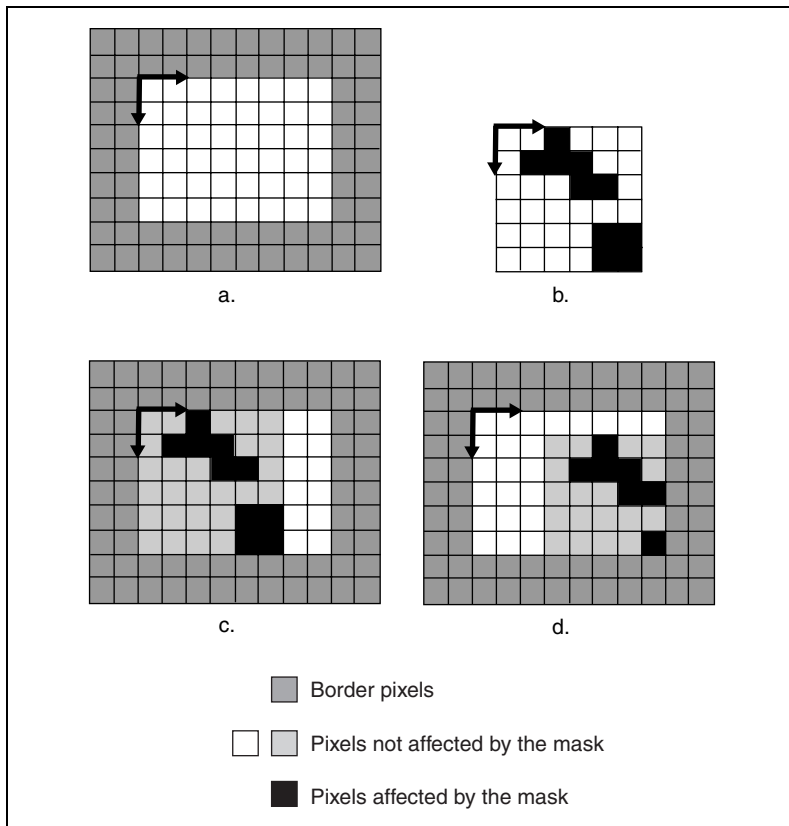 a.
b.
c.
d.
Border pixels
Pixels not affected by the mask
Pixels affected by the mask